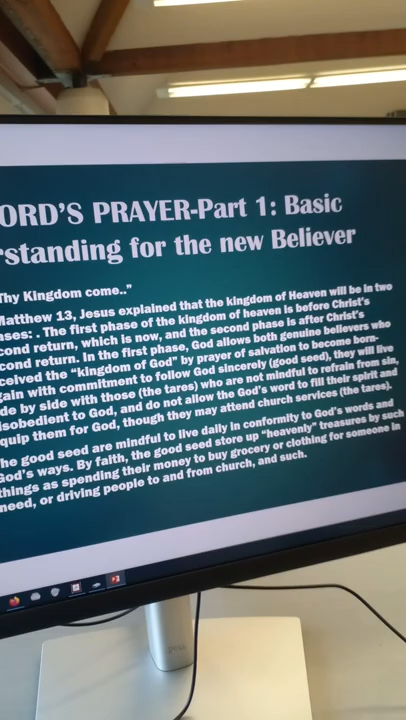 ORD'S PRAYER-Part 1: Basic
rstanding for the new Believer
Thy Kingdom come.."
Matthew 13, Jesus explained that the kingdom of Heaven will be in two
ases: . The first phase of the kingdom of heaven is before Christ's
cond return, which is now, and the second phase is after Christ's
cond return. In the first phase, God allows both genuine believers who
ceived the "kingdom of God" by prayer of salvation to become born-
gain with commitment to follow God sincerely (good seed), they will live
de by side with those (the tares) who are not mindful to refrain from sin,
isobedient to God, and do not allow the God's word to fill their spirit and
quip them for God, though they may attend church services (the tares).
he good seed are mindful to live daily in conformity to God's words and
God's ways. By faith, the good seed store up "heavenly" treasures by such
things as spending their money to buy grocery or clothing for someone in
need, or driving people to and from church, and such.